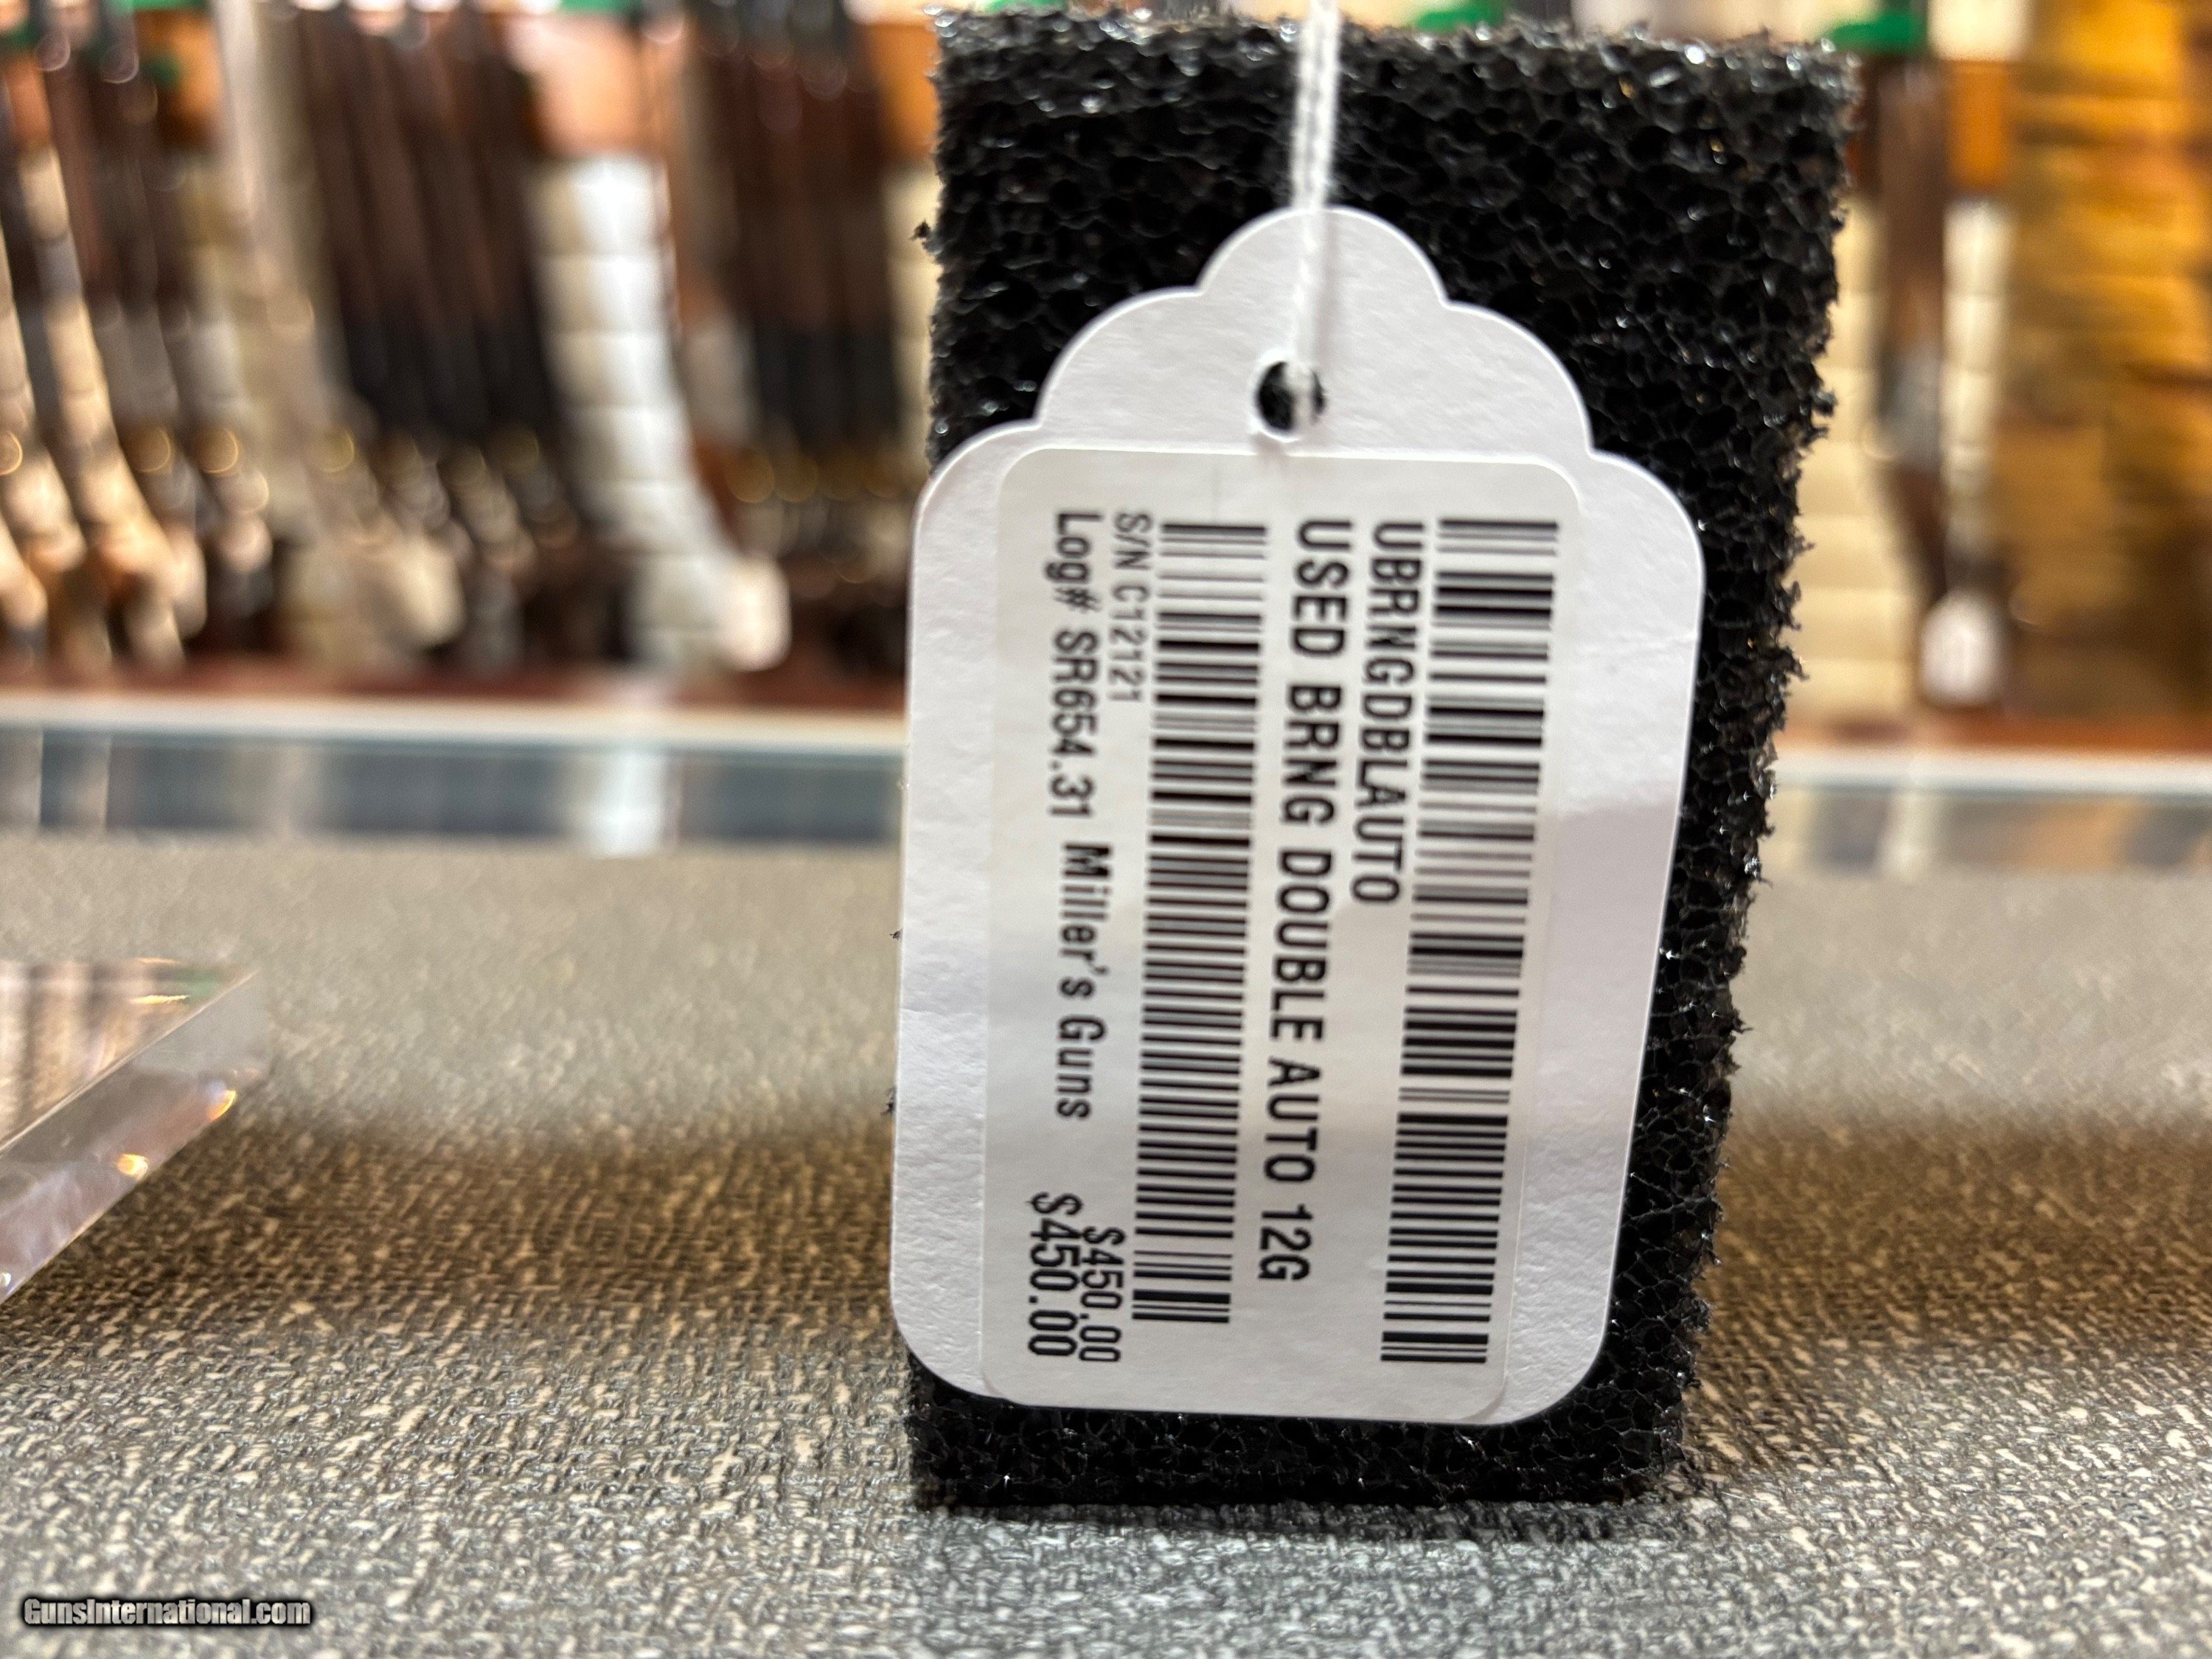 UBRNGDBLAUTO
USED BRNG DOUBLE AUTO 12G
S/N C12121
$450.00
Log# SR654.31 Miller's Guns
$450.00
GunsInternational.com